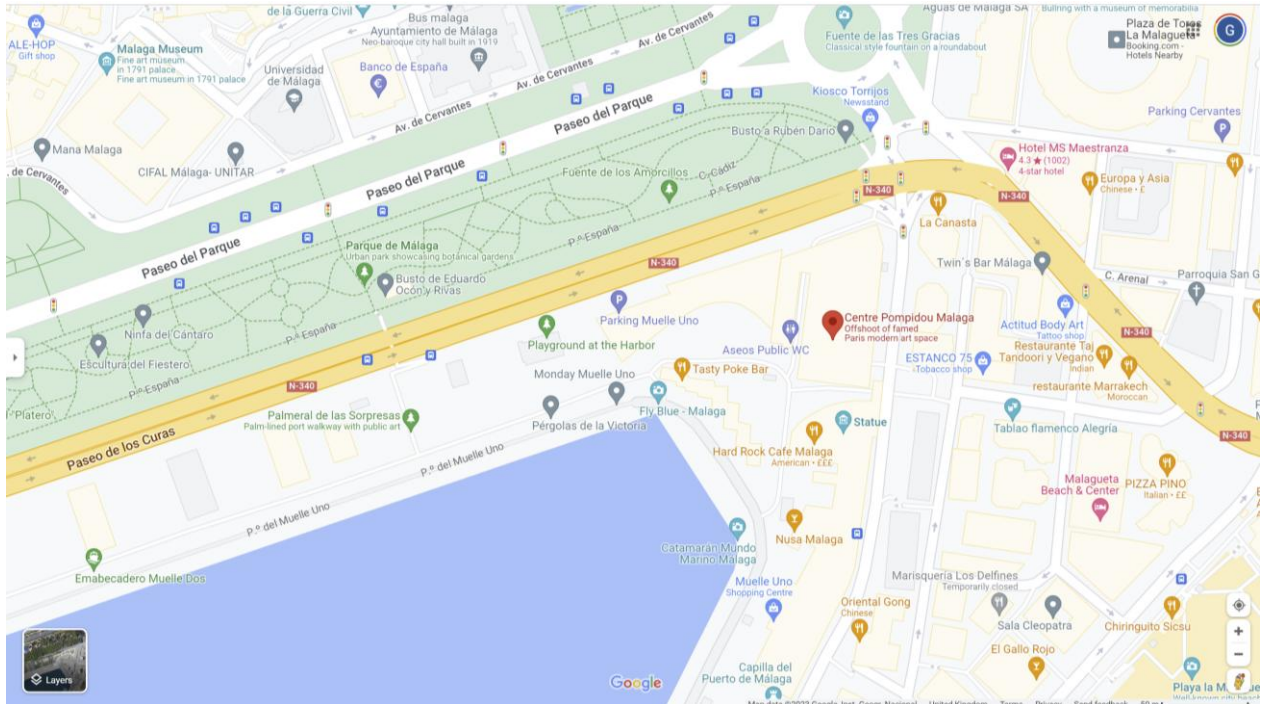 de la Guerra Civil
Bus malaga
Ayuntamiento de Málaga
Neo-baroque city hall built in 1919
Av. de Cervantes
Fuente de las Tres Gracias
Classical style fountain on a roundabout
Aguas de Malaga SA
Bullring with a museum of memorabilia
Plaza de Toros
La Malagueta
Booking.com -
Hotels Nearby
G
ALE-HOP
Gift shop
Malaga Museum
Fine art museum
in 1791 palace
Fine art museum in 1791 palace
Universidad
de Málaga
Banco de España
Av. de Cervantes
Av. de Cervantes
Paseo del Parque
Kiosco Torrijos
Newsstand
Parking Cervantes
Busto a Rubén Darío
Mana Malaga
CIFAL Málaga- UNITAR
. de Cervantes
Paseo del Parque
Fuente de los Amorcillos
C. Cádiz
P.º España
Hotel MS Maestranza
4.3 ★ (1002)
4-star hotel
Europa y Asia
Chinese • £
N-340
N-340
La Canasta
Paseo del Parque
Parque de Málaga
Urban park showcasing botanical gardens
P.º España
N-340
Twin´s Bar Málaga
C. Arenal
Parroquia San G
Busto de Eduardo
Ocón y Rivas
Ninfa del Cántaro
P.º España
Parking Muelle Uno
Centre Pompidou Malaga
Offshoot of famed
Paris modern art space
Actitud Body Art
Tattoo shop
Escultura del Fiestero
Playground at the Harbor
Aseos Public WC
ESTANCO 75
Tobacco shop
Restaurante Taj
Tandoori y Vegano
Indian
P.º España
N-340
Monday Muelle Uno
Tasty Poke Bar
restaurante Marrakech
Moroccan
Platero
Palmeral de las Sorpresas
Palm-lined port walkway with public art
Pérgolas de la Victoria
Fly Blue - Malaga
Statue
Tablao flamenco Alegría
N-340
Paseo de los Curas
P.º del Muelle Uno
Hard Rock Cafe Malaga
American • £££
Malagueta
Beach & Center
PIZZA PINO
Italian • ££
P.º del Muelle Uno
Catamarán Mundo
Marino Malaga
Nusa Malaga
Emabecadero Muelle Dos
Muelle Uno
Shopping Centre
Marisquería Los Delfines
Temporarily closed
Oriental Gong
Chinese
Sala Cleopatra
Chiringuito Sicsu
El Gallo Rojo
Layers
Google
Capilla del
Puerto de Málaga
Playa la M